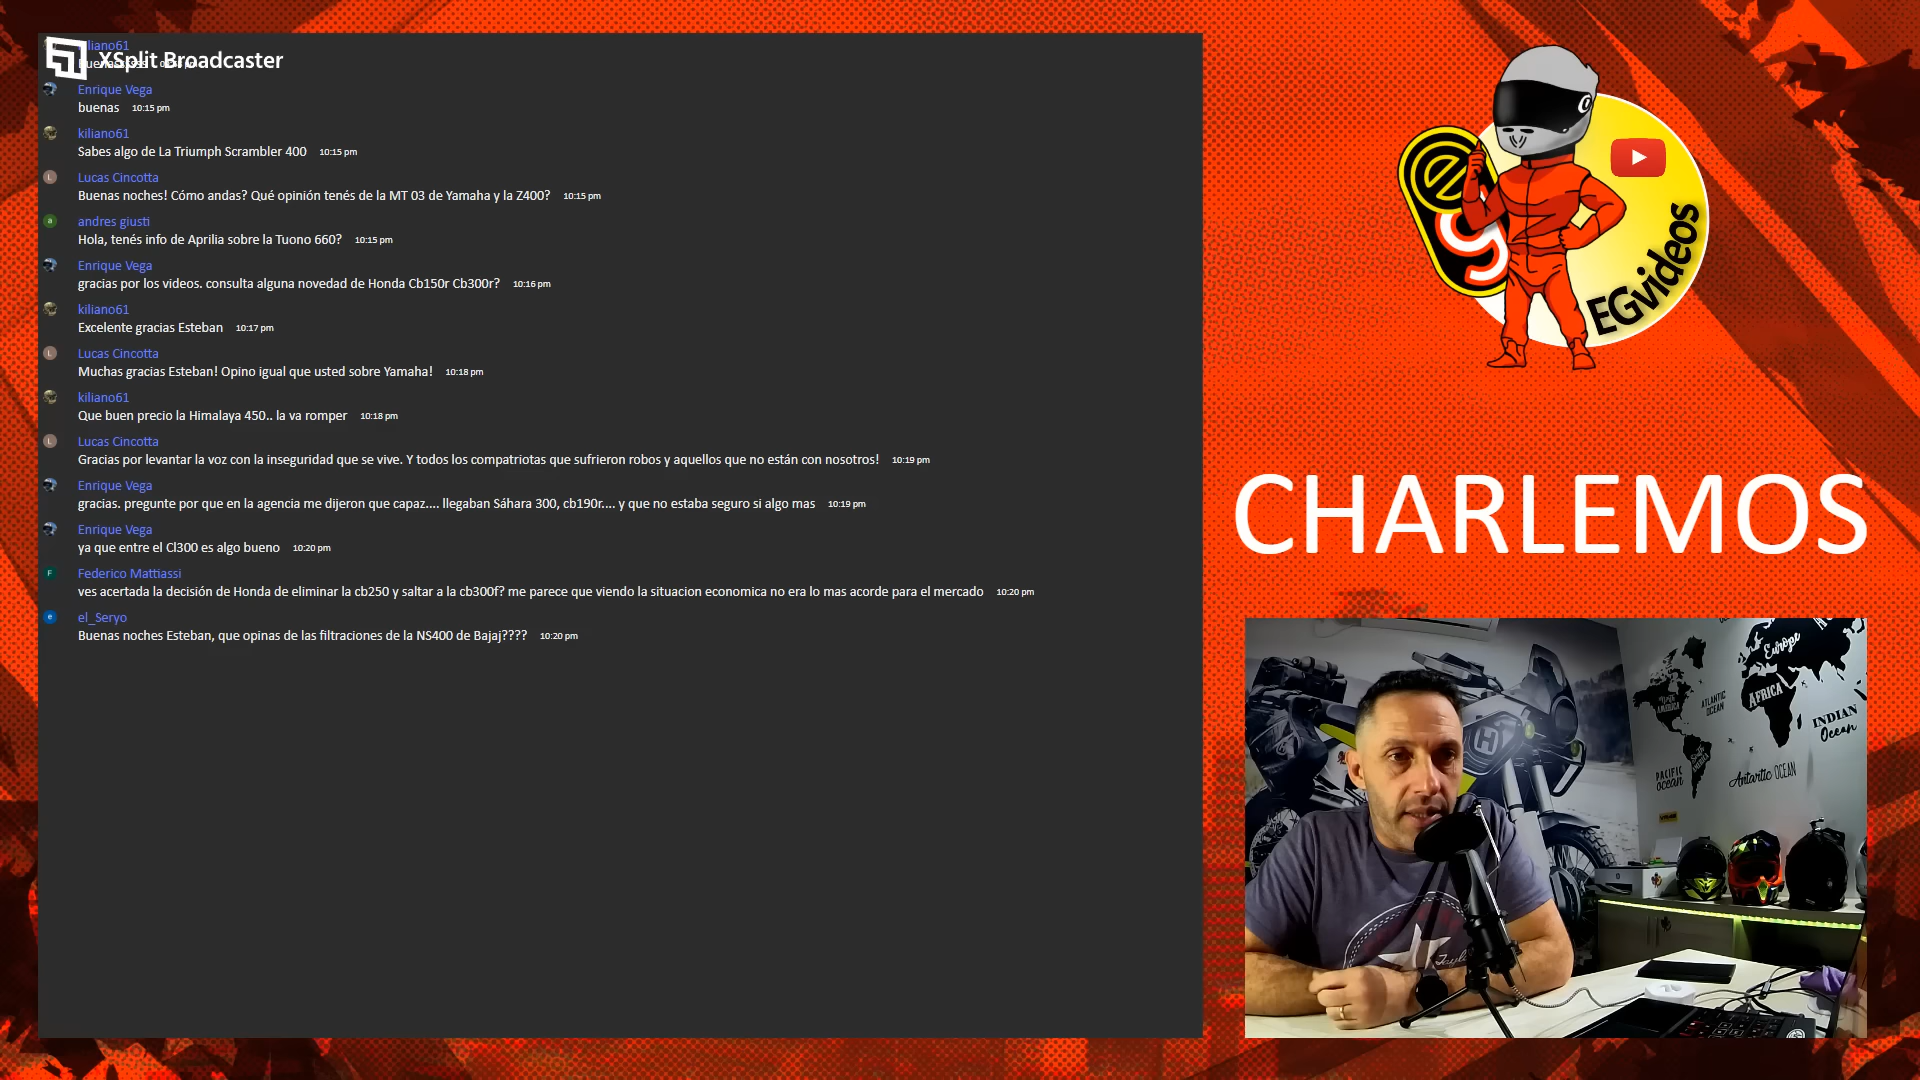 kiliano61
XSplit Broadcaster
Enrique Vega
buenas 10:15 pm
kiliano61
Sabes algo de La Triumph Scrambler 400 10:15 pm
Lucas Cincotta
Buenas noches! Cómo andas? Qué opinión tenés de la MT 03 de Yamaha y la Z400? 10:15 pm
andres giusti
Hola, tenés info de Aprilia sobre la Tuono 660? 10:15 pm
Enrique Vega
gracias por los videos. consulta alguna novedad de Honda Cb150r Cb300r? 10:16 pm
kiliano61
Excelente gracias Esteban 10:17 pm
Lucas Cincotta
Muchas gracias Esteban! Opino igual que usted sobre Yamaha! 10:18 pm
kiliano61
Que buen precio la Himalaya 450.. la va romper 10:18 pm
Lucas Cincotta
Gracias por levantar la voz con la inseguridad que se vive. Y todos los compatriotas que sufrieron robos y aquellos que no están con nosotros! 10:19 pm
Enrique Vega
gracias. pregunte por que en la agencia me dijeron que capaz.... llegaban Sáhara 300, cb190r.... y que no estaba seguro si algo mas 10:19 pm
Enrique Vega
ya que entre el Cl300 es algo bueno 10:20 pm
Federico Mattiassi
ves acertada la decisión de Honda de eliminar la cb250 y saltar a la cb300f? me parece que viendo la situacion economica no era lo mas acorde para el mercado 10:20 pm
el_Seryo
Buenas noches Esteban, que opinas de las filtraciones de la NS400 de Bajaj???? 10:20 pm
eg
EGvideos
CHARLEMOS
Europe
AFRICA
ATLANTIC
OCEAN
INDIAN
Ocean
PACIFIC
Ocean
Antartic OCEAN